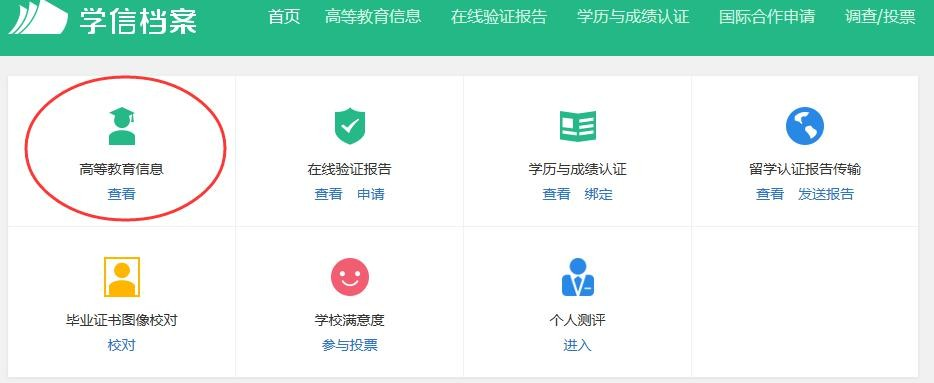 学信档案 首页 高等教育信息 在线验证报告 学历与成绩认证 国际合作申请 调查/投票
高等教育信息 在线验证报告 学历与成绩认证 留学认证报告传输
查看 查看 申请 查看 绑定 查看 发送报告
毕业证书图像校对 学校满意度 个人测评
校对 参与投票 进入